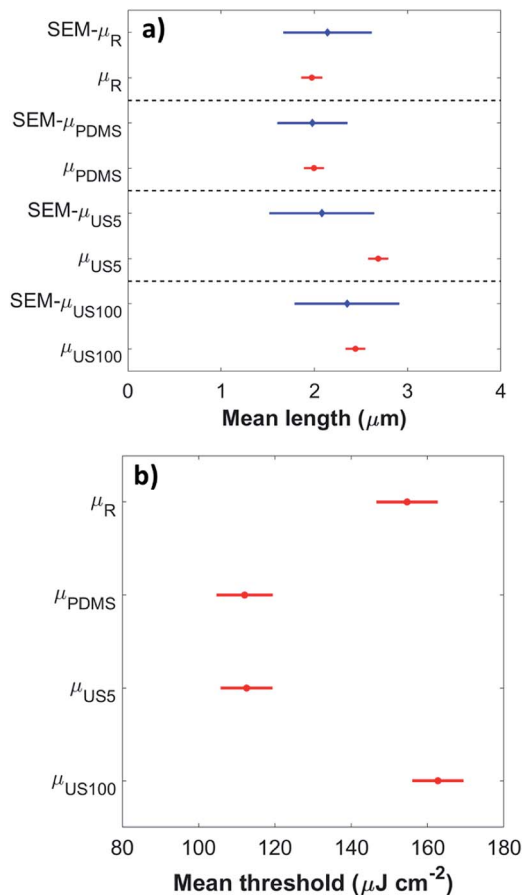 a)
SEM-μR
μR
SEM-μPDMS
μPDMS
SEM-μUS5
μUS5
SEM-μUS100
μUS100
0 1 2 3 4
Mean length (μm)
b)
μR
μPDMS
μUS5
μUS100
80 100 120 140 160 180
Mean threshold (μJ cm⁻²)